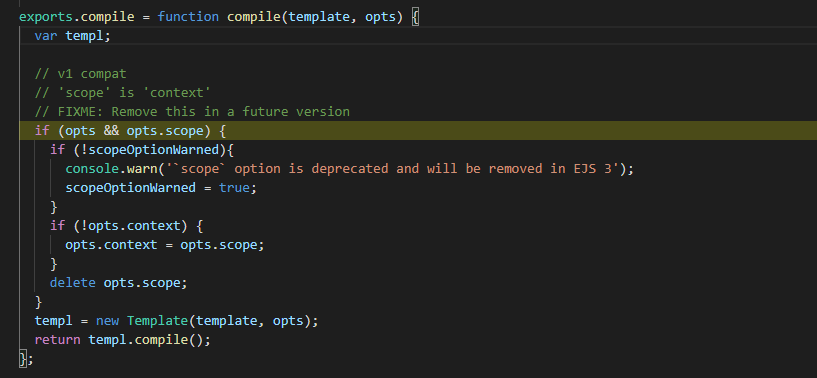 exports.compile = function compile(template, opts) {
  var templ;

  // v1 compat
  // 'scope' is 'context'
  // FIXME: Remove this in a future version
  if (opts && opts.scope) {
    if (!scopeOptionWarned){
      console.warn('`scope` option is deprecated and will be removed in EJS 3');
      scopeOptionWarned = true;
    }
    if (!opts.context) {
      opts.context = opts.scope;
    }
    delete opts.scope;
  }
  templ = new Template(template, opts);
  return templ.compile();
};